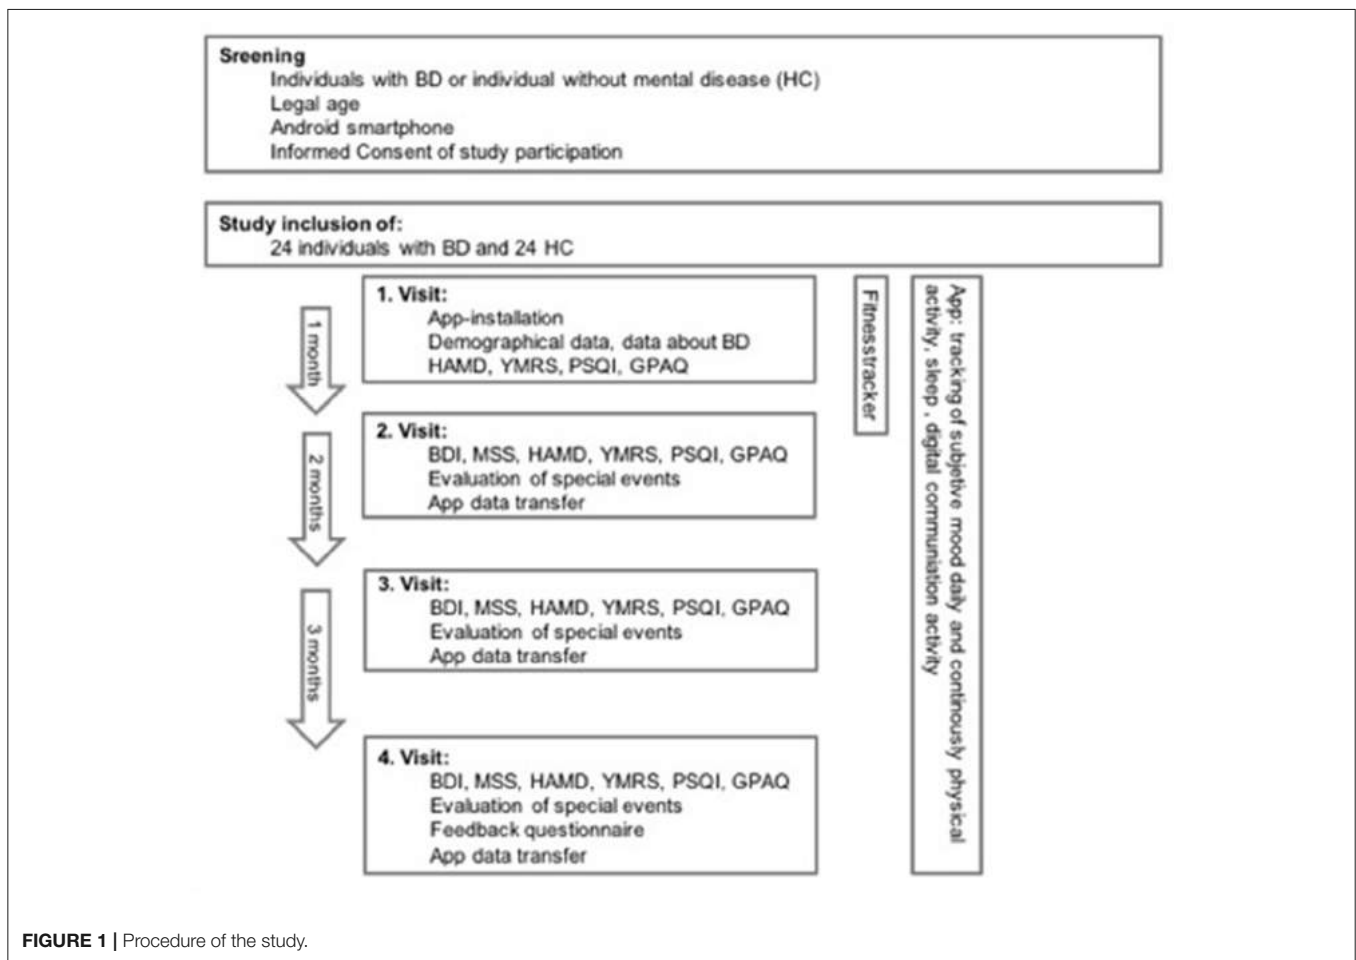 Sreening
Individuals with BD or individual without mental disease (HC)
Legal age
Android smartphone
Informed Consent of study participation
Study inclusion of:
24 individuals with BD and 24 HC
1 month
1. Visit:
App-installation
Demographical data, data about BD
HAMD, YMRS, PSQI, GPAQ
2 months
2. Visit:
BDI, MSS, HAMD, YMRS, PSQI, GPAQ
Evaluation of special events
App data transfer
3 months
3. Visit:
BDI, MSS, HAMD, YMRS, PSQI, GPAQ
Evaluation of special events
App data transfer
4. Visit:
BDI, MSS, HAMD, YMRS, PSQI, GPAQ
Evaluation of special events
Feedback questionnaire
App data transfer
Fitnesstracker
App: tracking of subjetive mood daily and continously physical
activity, sleep , digital communiation activity
FIGURE 1 | Procedure of the study.